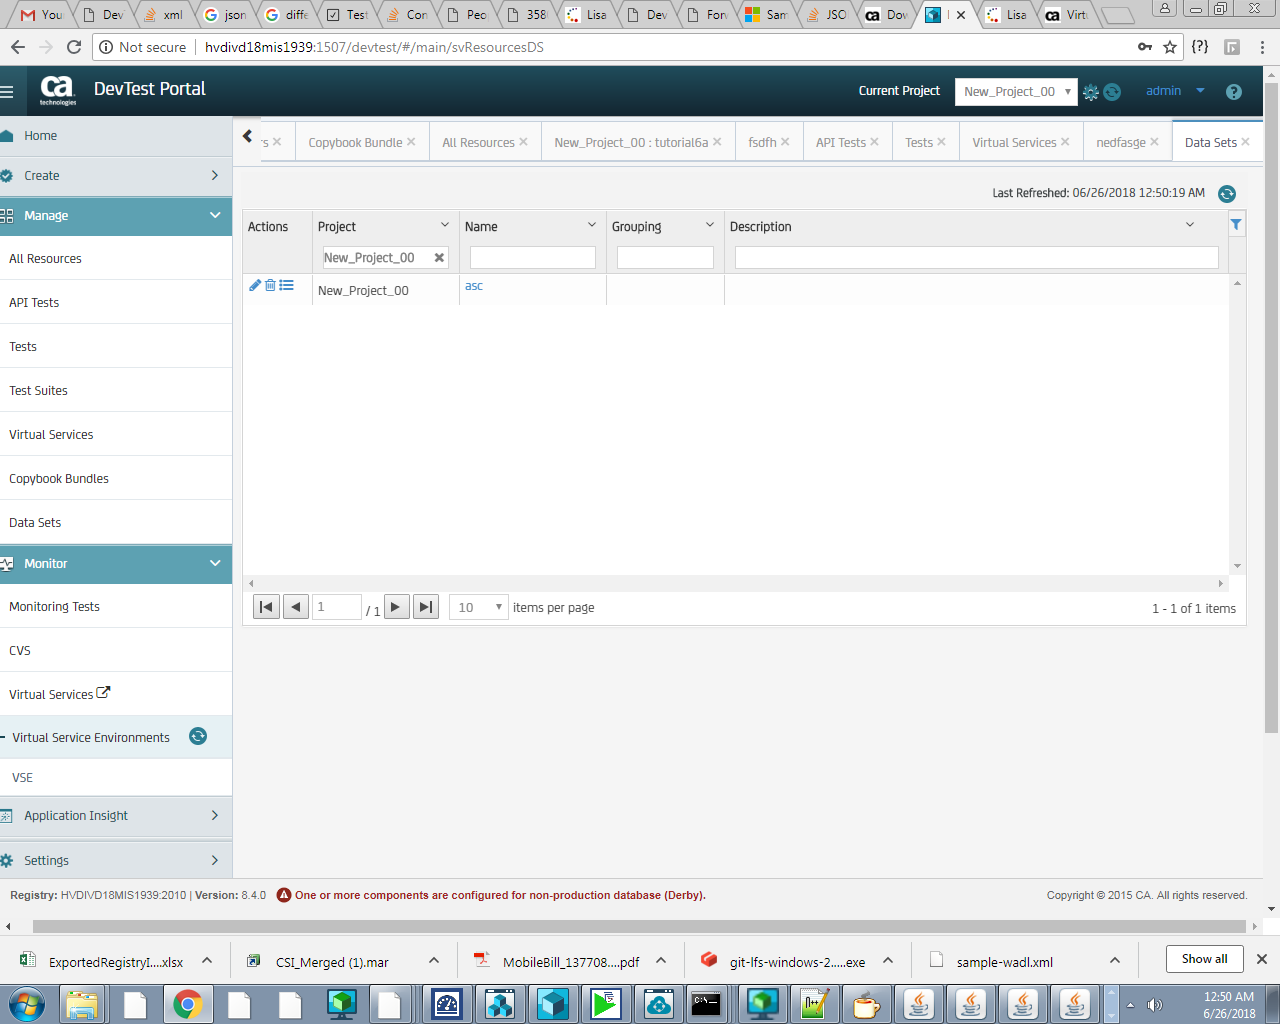 You
Dev
xml
json
diffe
Test
Con
Peo
358
Lisa
Dev
For
Sam
JSO
Dov
Lisa
Virt
Not secure
hvdivd18mis1939:1507/devtest/#/main/svResourcesDS
{?}
ca
technologies
DevTest Portal
Current Project
New_Project_00
admin
?
Home
Create
Manage
All Resources
API Tests
Tests
Test Suites
Virtual Services
Copybook Bundles
Data Sets
Monitor
Monitoring Tests
CVS
Virtual Services
Virtual Service Environments
VSE
Application Insight
Settings
Copybook Bundle
All Resources
New_Project_00 : tutorial6a
fsdfh
API Tests
Tests
Virtual Services
nedfasge
Data Sets
Last Refreshed: 06/26/2018 12:50:19 AM
Actions
Project
Name
Grouping
Description
New_Project_00
New_Project_00
asc
1
/ 1
10
items per page
1 - 1 of 1 items
Registry: HVDIVD18MIS1939:2010 | Version: 8.4.0
One or more components are configured for non-production database (Derby).
Copyright © 2015 CA. All rights reserved.
ExportedRegistryI....xlsx
CSI_Merged (1).mar
MobileBill_137708....pdf
git-lfs-windows-2.....exe
sample-wadl.xml
Show all
12:50 AM
6/26/2018